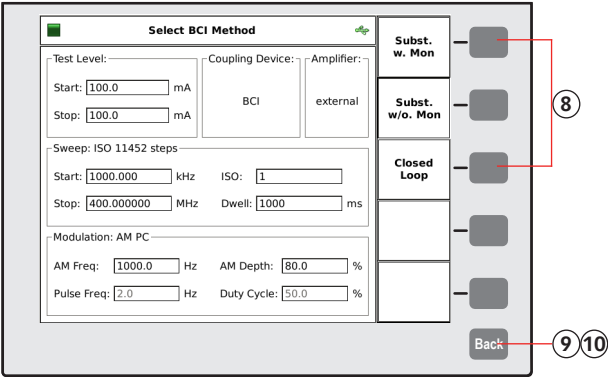 Select BCI Method
Test Level:
Start: 100.0 mA
Stop: 100.0 mA
Coupling Device:
BCI
Amplifier:
external
Sweep: ISO 11452 steps
Start: 1000.000 kHz ISO: 1
Stop: 400.000000 MHz Dwell: 1000 ms
Modulation: AM PC
AM Freq: 1000.0 Hz AM Depth: 80.0 %
Pulse Freq: 2.0 Hz Duty Cycle: 50.0 %
Subst.
w. Mon
Subst.
w/o. Mon
Closed
Loop
Back
8
9 10